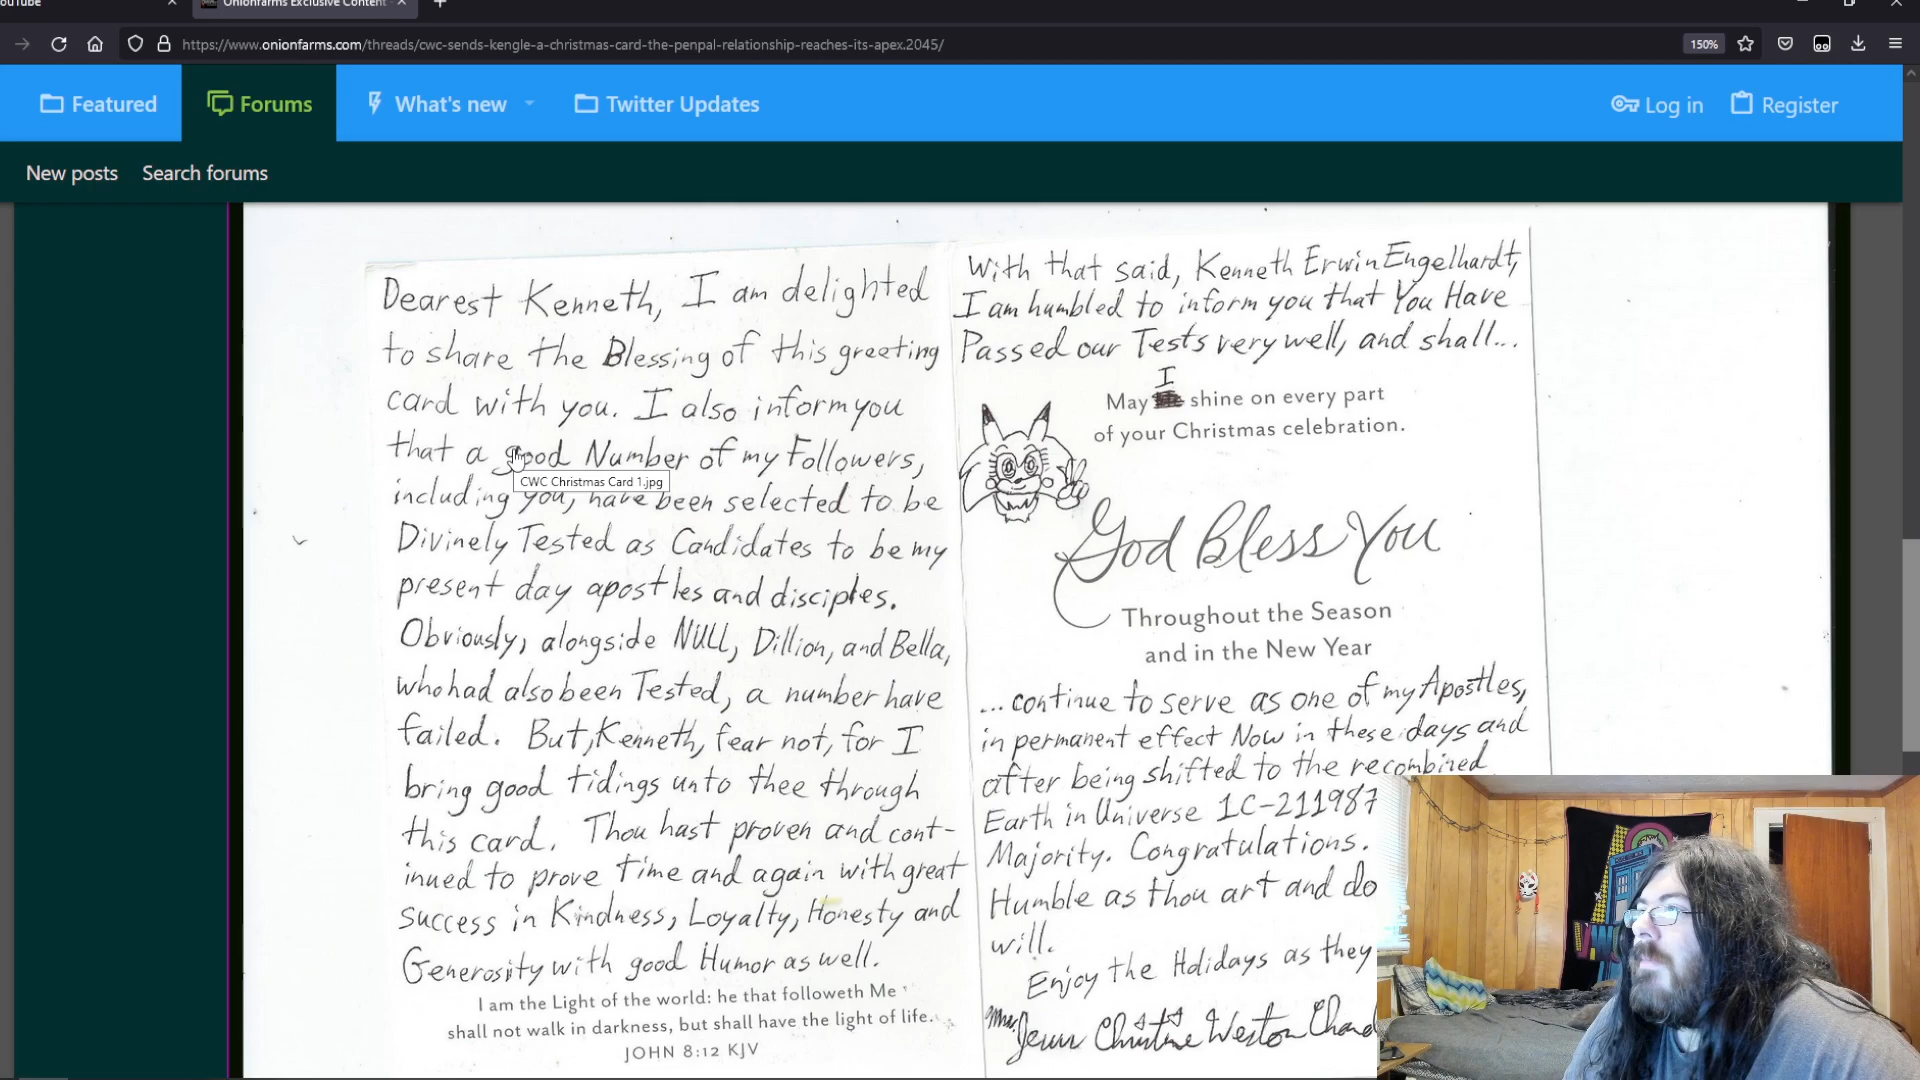 Onionfarms Exclusive Content
https://www.onionfarms.com/threads/cwc-sends-kengle-a-christmas-card-the-penpal-relationship-reaches-its-apex.2045/
150%
Featured
Forums
What's new
Twitter Updates
Log in
Register
New posts
Search forums
Dearest Kenneth, I am delighted
to share the Blessing of this greeting
card with you. I also inform you
that a good Number of my Followers,
CWC Christmas Card 1.jpg
including you, have been selected to be
Divinely Tested as Candidates to be my
present day apostles and disciples.
Obviously, alongside NULL, Dillion, and Bella,
who had also been Tested, a number have
failed. But, Kenneth, fear not, for I
bring good tidings unto thee through
this card. Thou hast proven and cont-
inued to prove time and again with great
success in Kindness, Loyalty, Honesty and
Generosity with good Humor as well.
I am the Light of the world: he that followeth Me
shall not walk in darkness, but shall have the light of life.
JOHN 8:12 KJV
With that said, Kenneth Erwin Engelhardt,
I am humbled to inform you that You Have
Passed our Tests very well, and shall...
I
May shine on every part
of your Christmas celebration.
God Bless You
Throughout the Season
and in the New Year
...continue to serve as one of my Apostles,
in permanent effect Now in these days and
after being shifted to the recombined
Earth in Universe 1C-211987
Majority. Congratulations.
Humble as thou art and do
will.
Enjoy the Holidays as they
Mrs. Christine Weston Chand